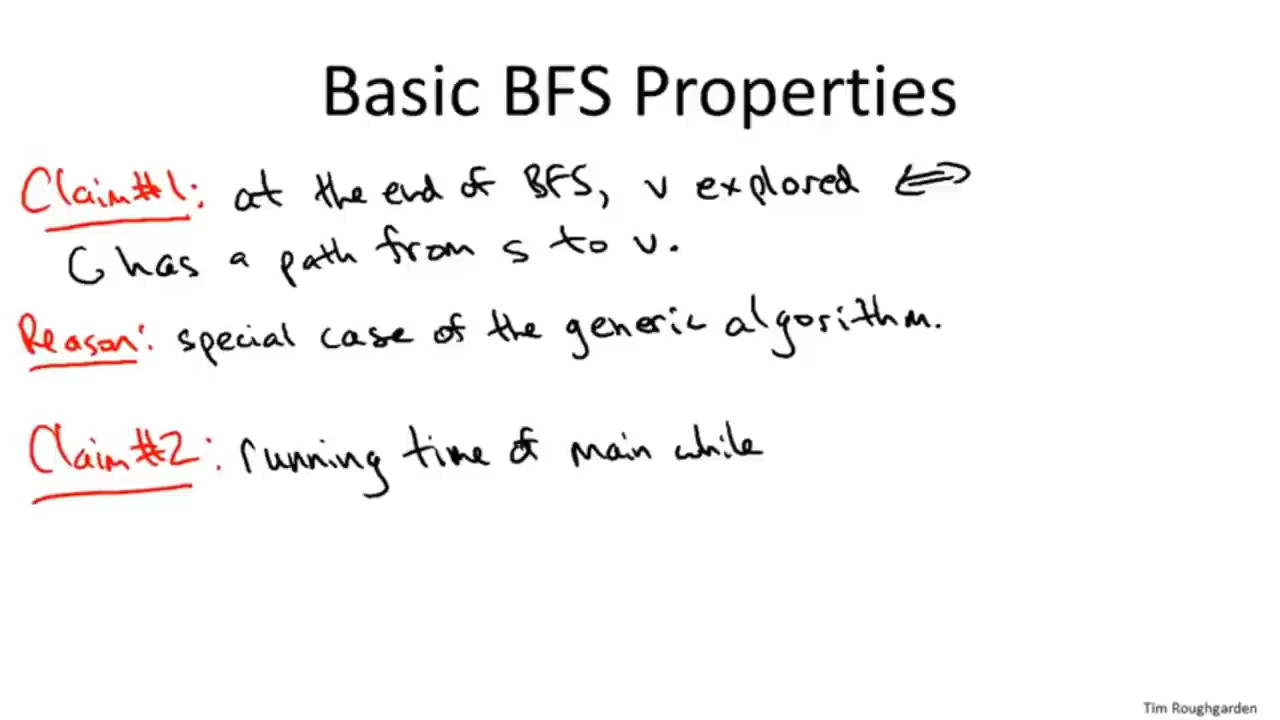 Basic BFS Properties
Claim #1: at the end of BFS, v explored ⇔
G has a path from s to v.
Reason: special case of the generic algorithm.
Claim #2: running time of main while
Tim Roughgarden